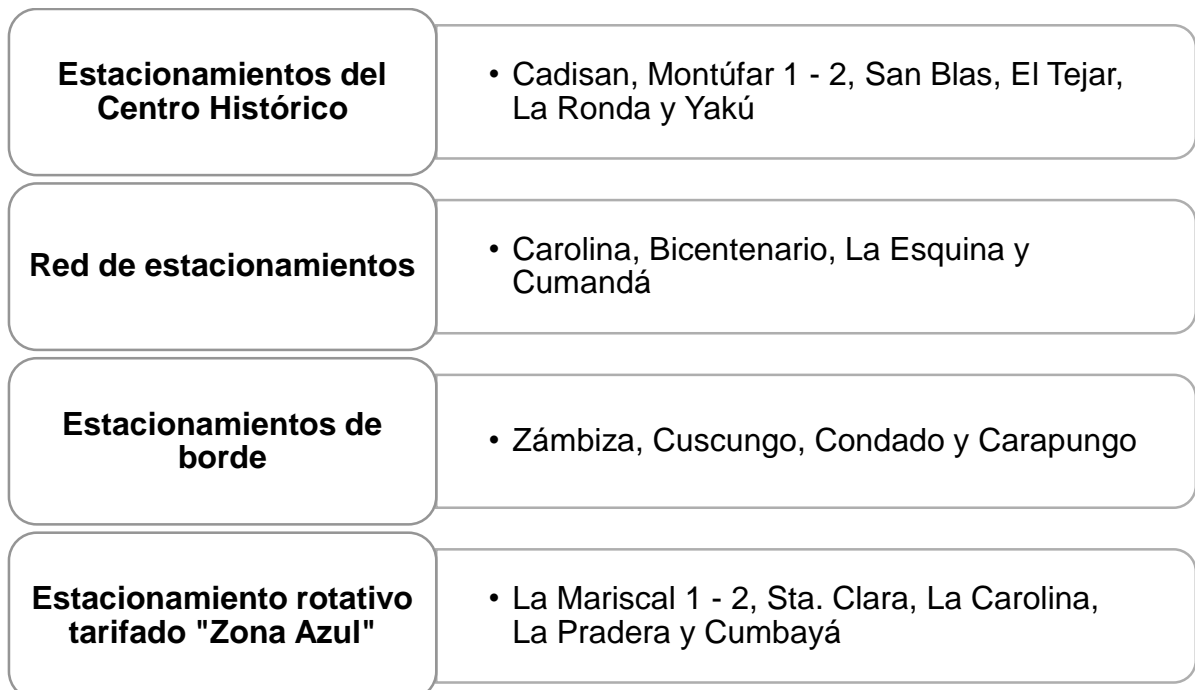 Estacionamientos del
Centro Histórico
• Cadisan, Montúfar 1 - 2, San Blas, El Tejar,
La Ronda y Yakú
Red de estacionamientos
• Carolina, Bicentenario, La Esquina y
Cumandá
Estacionamientos de
borde
• Zámbiza, Cuscungo, Condado y Carapungo
Estacionamiento rotativo
tarifado "Zona Azul"
• La Mariscal 1 - 2, Sta. Clara, La Carolina,
La Pradera y Cumbayá